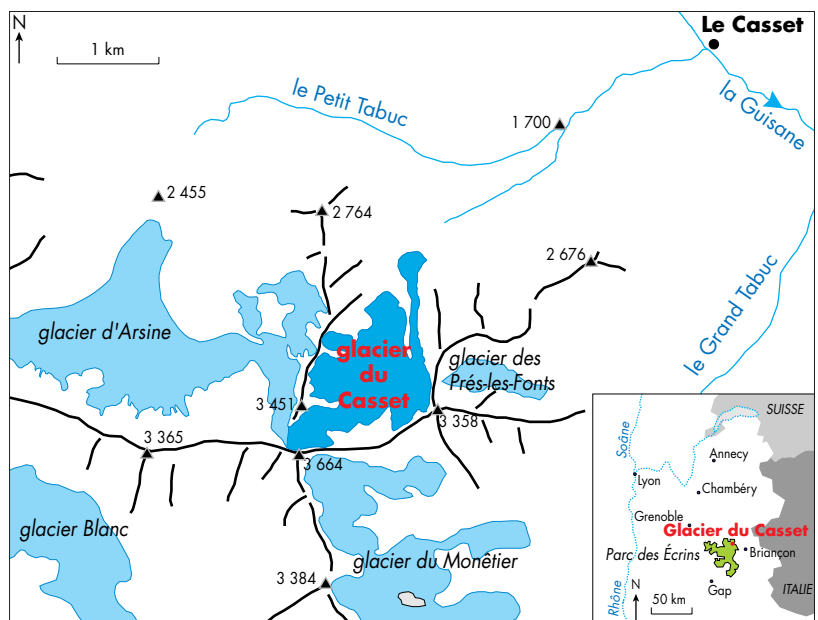 N
1 km
Le Casset
le Petit Tabuc
la Guisane
1 700
2 455
2 764
2 676
le Grand Tabuc
glacier d'Arsine
glacier
du
Casset
glacier des
Prés-les-Fonts
3 451
3 358
3 365
3 664
glacier Blanc
glacier du Monêtier
3 384
SUISSE
Soâne
Annecy
Lyon
Chambéry
Grenoble
Glacier du Casset
Parc des Écrins
Briançon
Gap
ITALIE
Rhône
N
50 km